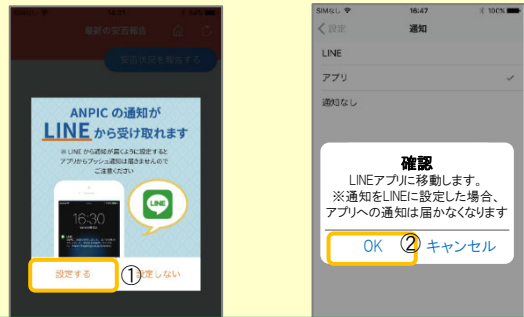 最新の安否報告
安否状況を報告する
ANPIC の通知が
LINE から受け取れます
※ LINE から通知が届くように設定すると
アプリからプッシュ通知は届きませんので
ご注意ください
16:30
LINE
設定する
①
設定しない
SIMなし
16:47
100%
設定
通知
LINE
アプリ
通知なし
確認
LINEアプリに移動します。
※通知をLINEに設定した場合、
アプリへの通知は届かなくなります
OK
②
キャンセル